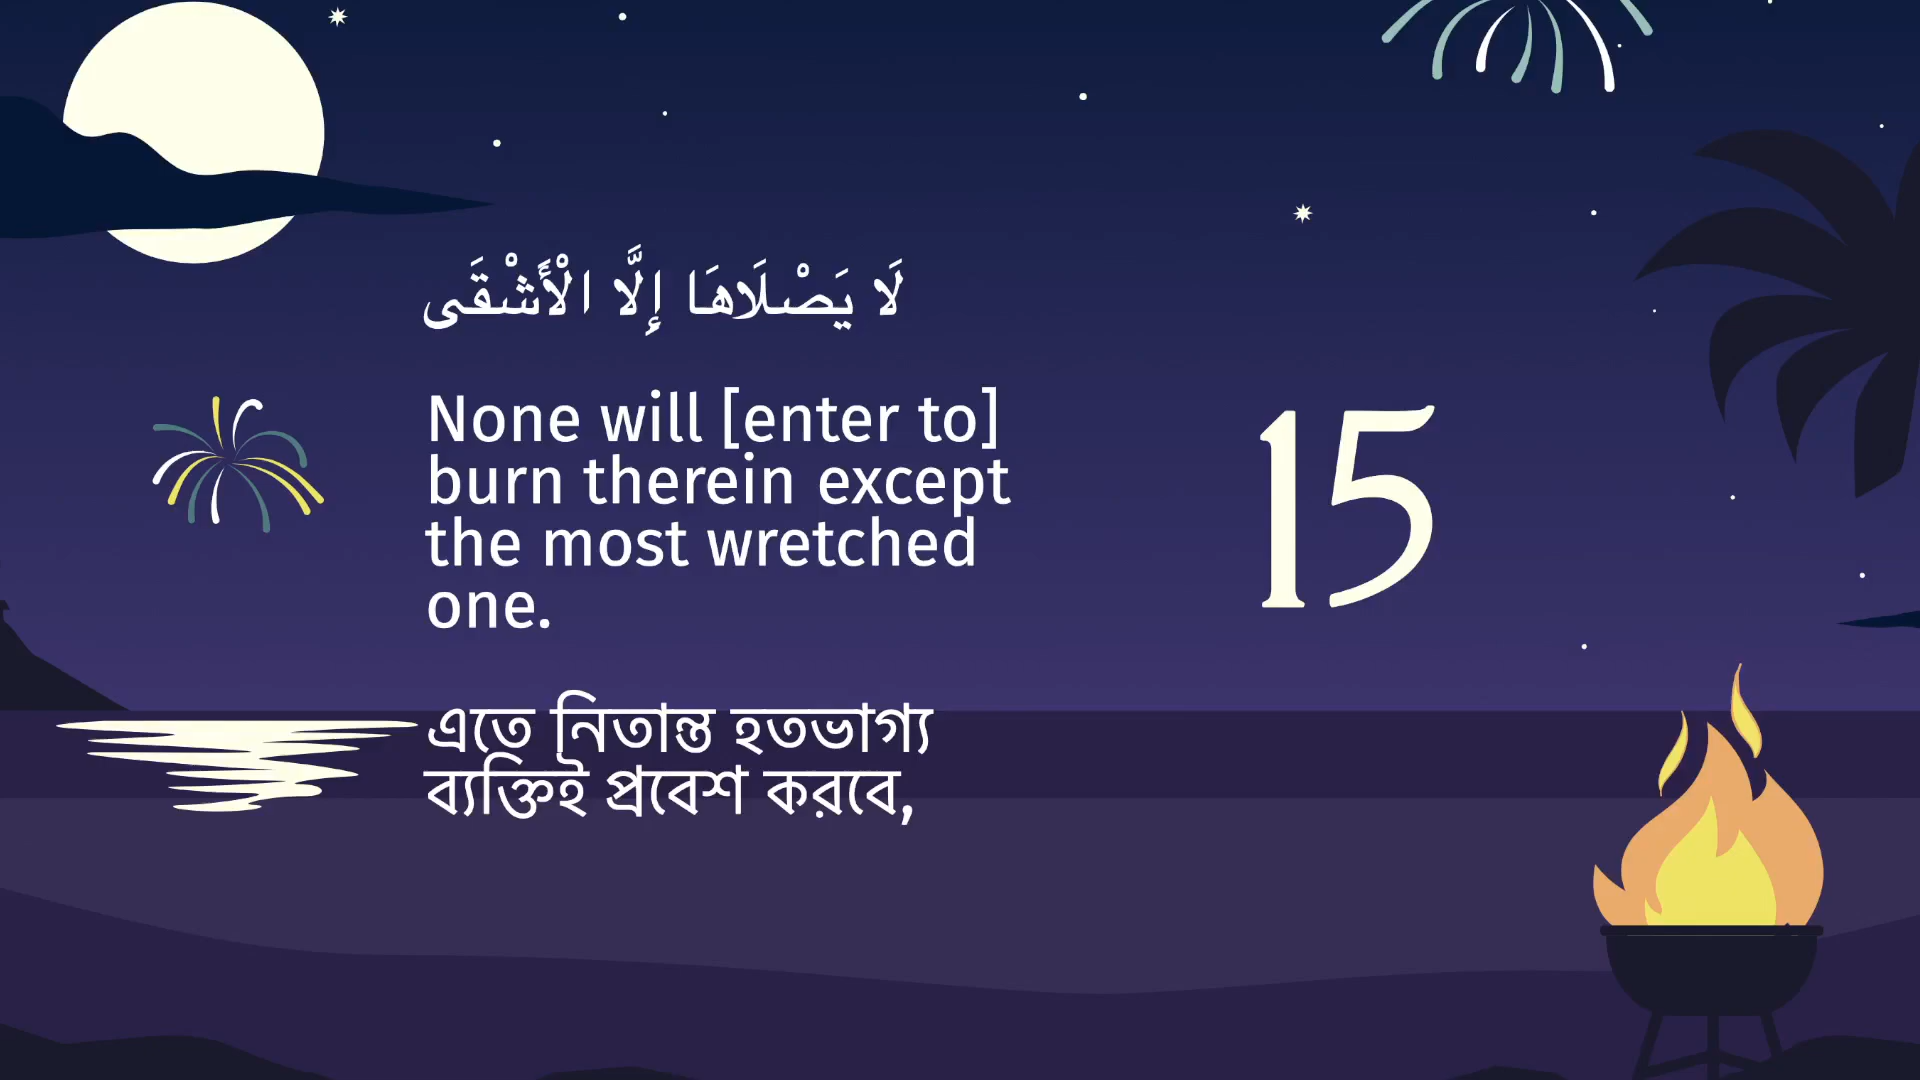 لَا يَصْلَاهَا إِلَّا الْأَشْقَى
None will [enter to]
burn therein except
the most wretched
one.
15
এতে নিতান্ত হতভাগ্য
ব্যক্তিই প্রবেশ করবে,